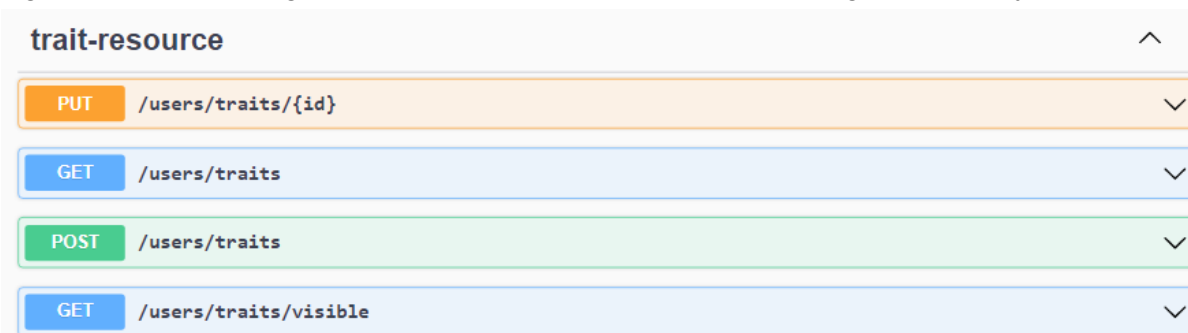 trait-resource
PUT /users/traits/{id}
GET /users/traits
POST /users/traits
GET /users/traits/visible